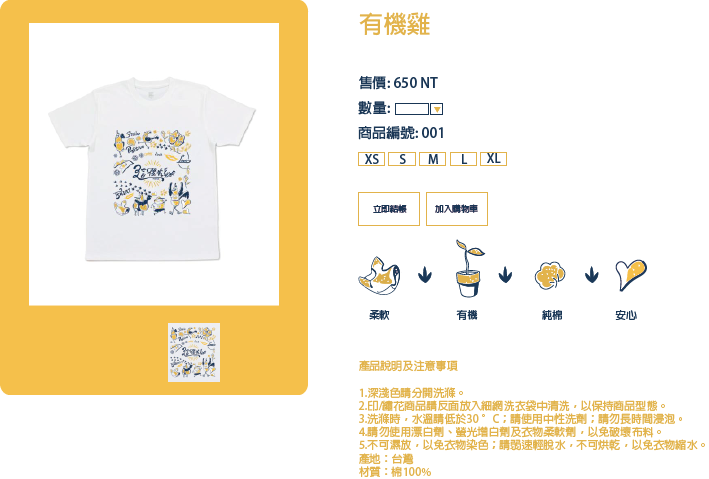 有機雞
售價: 650 NT
數量:
商品編號: 001
XS S M L XL
立即結帳 加入購物車
柔軟 有機 純棉 安心
產品說明及注意事項
1.深淺色請分開洗滌。
2.印/繡花商品請反面放入細網洗衣袋中清洗，以保持商品型態。
3.洗滌時，水溫請低於30°C；請使用中性洗劑；請勿長時間浸泡。
4.請勿使用漂白劑、螢光增白劑及衣物柔軟劑，以免破壞布料。
5.不可濕放，以免衣物染色；請弱速輕脫水，不可烘乾，以免衣物縮水。
產地：台灣
材質：綿100%